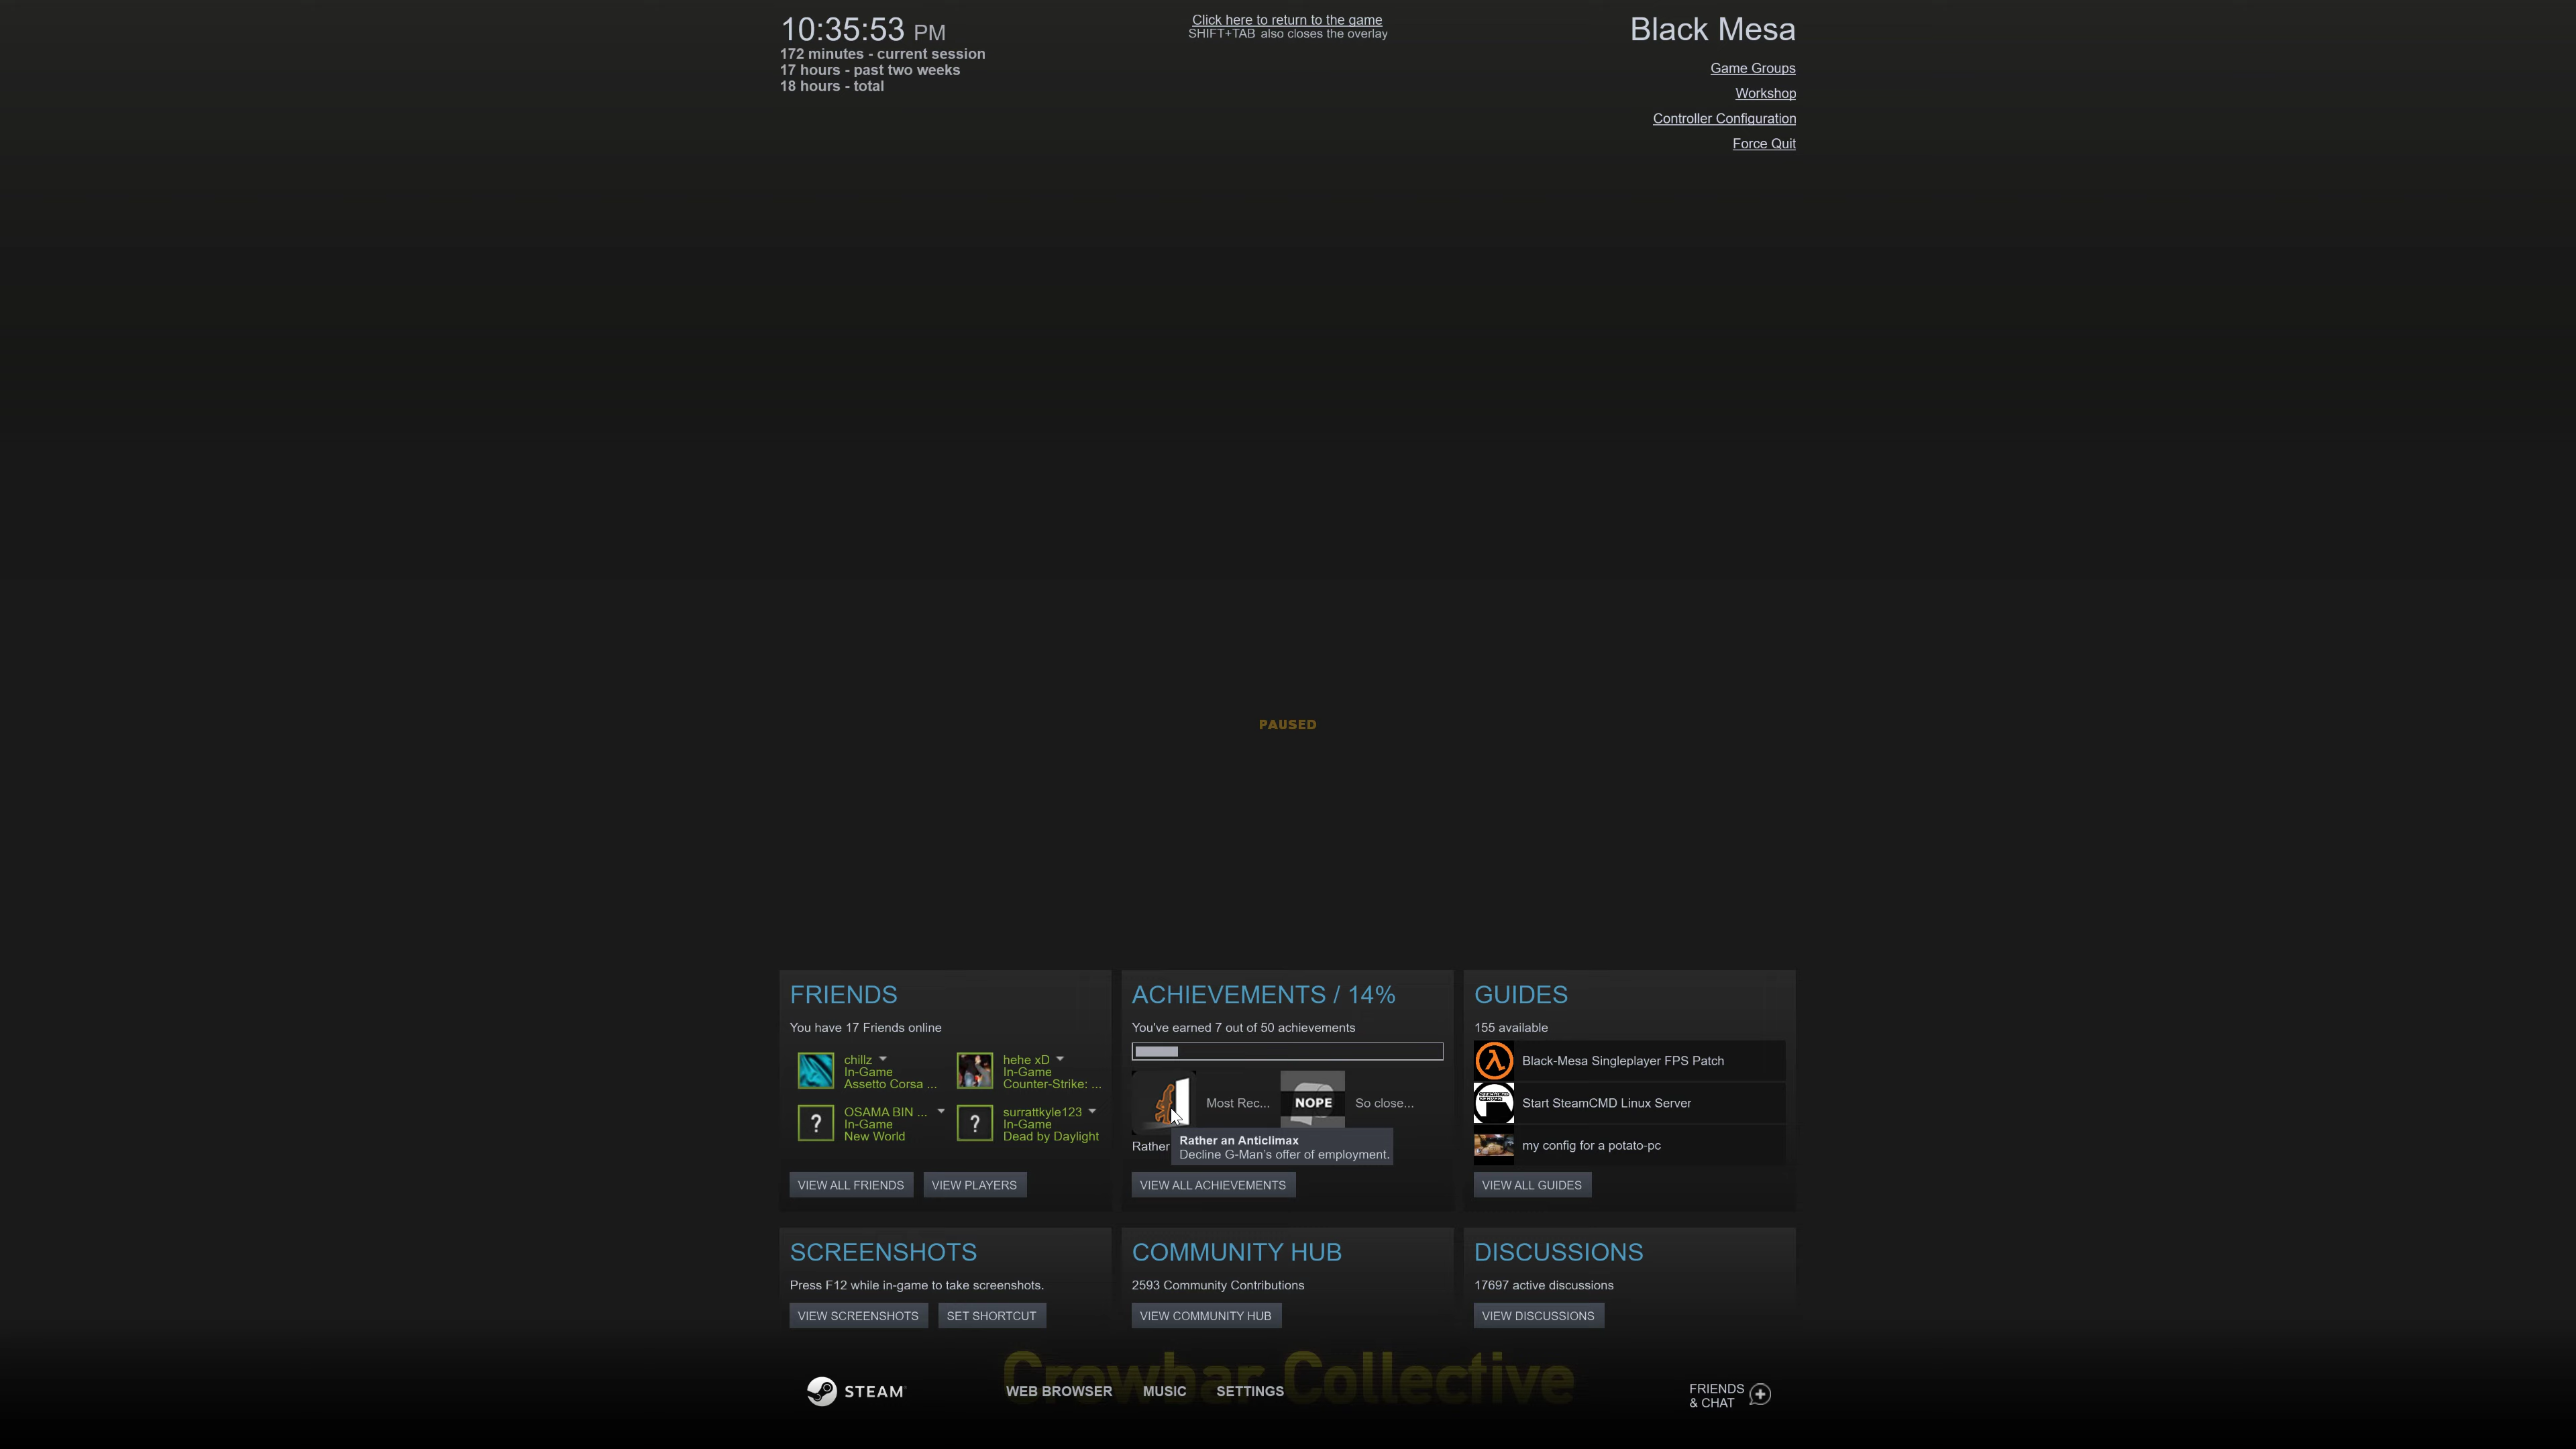 10:35:53 PM
172 minutes - current session
17 hours - past two weeks
18 hours - total
Click here to return to the game
SHIFT+TAB also closes the overlay
Black Mesa
Game Groups
Workshop
Controller Configuration
Force Quit
PAUSED
FRIENDS
You have 17 Friends online
chillz
In-Game
Assetto Corsa ...
hehe xD
In-Game
Counter-Strike: ...
?
OSAMA BIN ...
In-Game
New World
?
surrattkyle123
In-Game
Dead by Daylight
VIEW ALL FRIENDS
VIEW PLAYERS
ACHIEVEMENTS / 14%
You've earned 7 out of 50 achievements
Most Rec...
NOPE
So close...
Rather
Rather an Anticlimax
Decline G-Man's offer of employment.
VIEW ALL ACHIEVEMENTS
GUIDES
155 available
Black-Mesa Singleplayer FPS Patch
Start SteamCMD Linux Server
my config for a potato-pc
VIEW ALL GUIDES
SCREENSHOTS
Press F12 while in-game to take screenshots.
VIEW SCREENSHOTS
SET SHORTCUT
COMMUNITY HUB
2593 Community Contributions
VIEW COMMUNITY HUB
DISCUSSIONS
17697 active discussions
VIEW DISCUSSIONS
Crowbar Collective
STEAM
WEB BROWSER
MUSIC
SETTINGS
FRIENDS
& CHAT